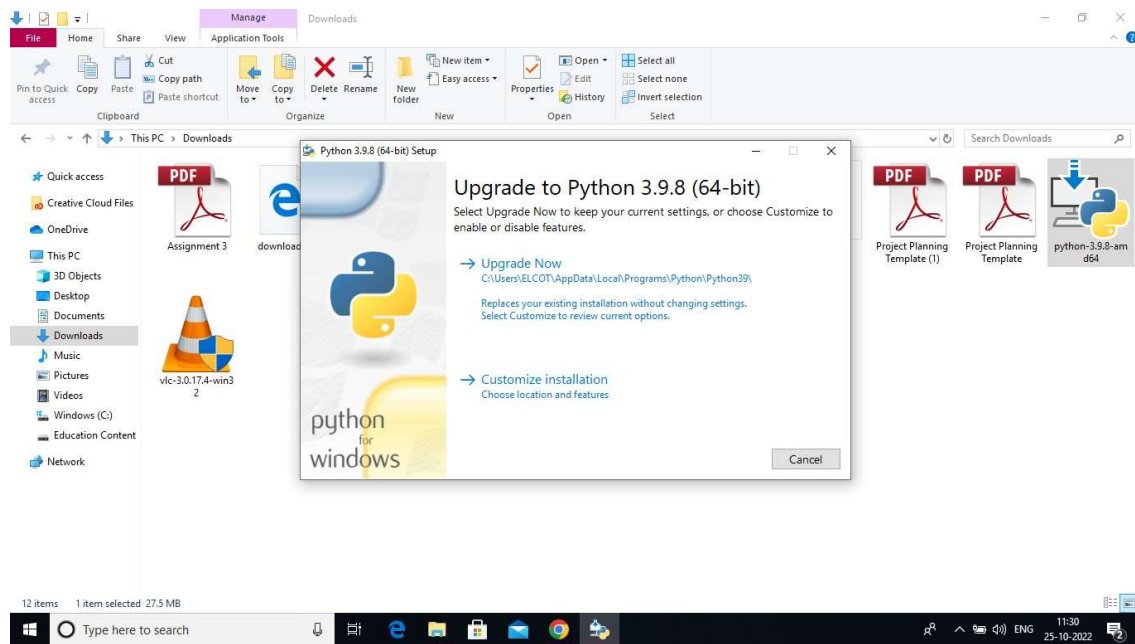 Manage
Downloads
File
Home
Share
View
Application Tools
Pin to Quick
access
Copy
Paste
Cut
Copy path
Paste shortcut
Clipboard
Move
to
Copy
to
Delete
Rename
Organize
New
folder
New item
Easy access
New
Properties
Open
Edit
History
Open
Select all
Select none
Invert selection
Select
This PC > Downloads
Search Downloads
Quick access
Creative Cloud Files
OneDrive
This PC
3D Objects
Desktop
Documents
Downloads
Music
Pictures
Videos
Windows (C:)
Education Content
Network
PDF
Assignment 3
download
vlc-3.0.17.4-win3
2
Python 3.9.8 (64-bit) Setup
Upgrade to Python 3.9.8 (64-bit)
Select Upgrade Now to keep your current settings, or choose Customize to
enable or disable features.
Upgrade Now
C:\Users\ELCOT\AppData\Local\Programs\Python\Python39\
Replaces your existing installation without changing settings.
Select Customize to review current options.
Customize installation
Choose location and features
python
for
windows
Cancel
PDF
Project Planning
Template (1)
PDF
Project Planning
Template
python-3.9.8-am
d64
12 items
1 item selected 27.5 MB
Type here to search
ENG
11:30
25-10-2022
2